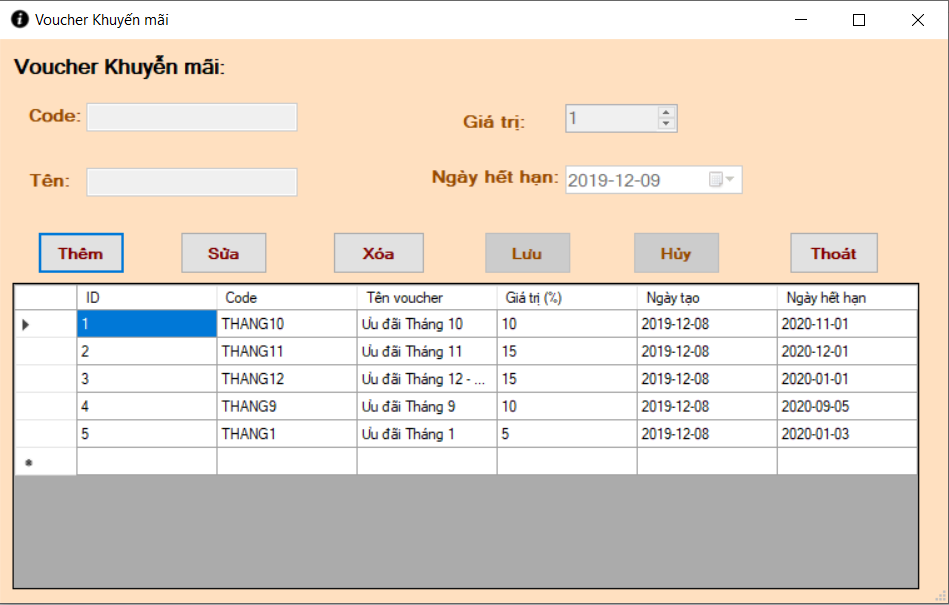 Voucher Khuyến mãi
Voucher Khuyễn mãi:
Code:
Giá trị: 1
Tên:
Ngày hết hạn: 2019-12-09
Thêm Sửa Xóa Lưu Hủy Thoát
ID Code Tên voucher Giá trị (%) Ngày tạo Ngày hết hạn
1 THANG10 Ưu đãi Tháng 10 10 2019-12-08 2020-11-01
2 THANG11 Ưu đãi Tháng 11 15 2019-12-08 2020-12-01
3 THANG12 Ưu đãi Tháng 12 - ... 15 2019-12-08 2020-01-01
4 THANG9 Ưu đãi Tháng 9 10 2019-12-08 2020-09-05
5 THANG1 Ưu đãi Tháng 1 5 2019-12-08 2020-01-03